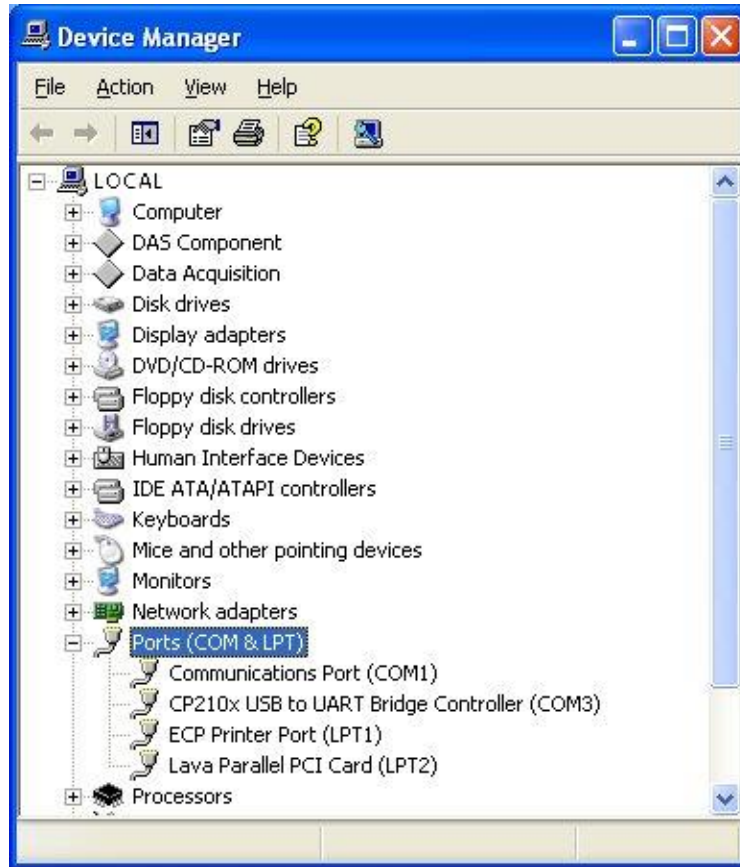 Device Manager
File Action View Help
LOCAL
Computer
DAS Component
Data Acquisition
Disk drives
Display adapters
DVD/CD-ROM drives
Floppy disk controllers
Floppy disk drives
Human Interface Devices
IDE ATA/ATAPI controllers
Keyboards
Mice and other pointing devices
Monitors
Network adapters
Ports (COM & LPT)
Communications Port (COM1)
CP210x USB to UART Bridge Controller (COM3)
ECP Printer Port (LPT1)
Lava Parallel PCI Card (LPT2)
Processors